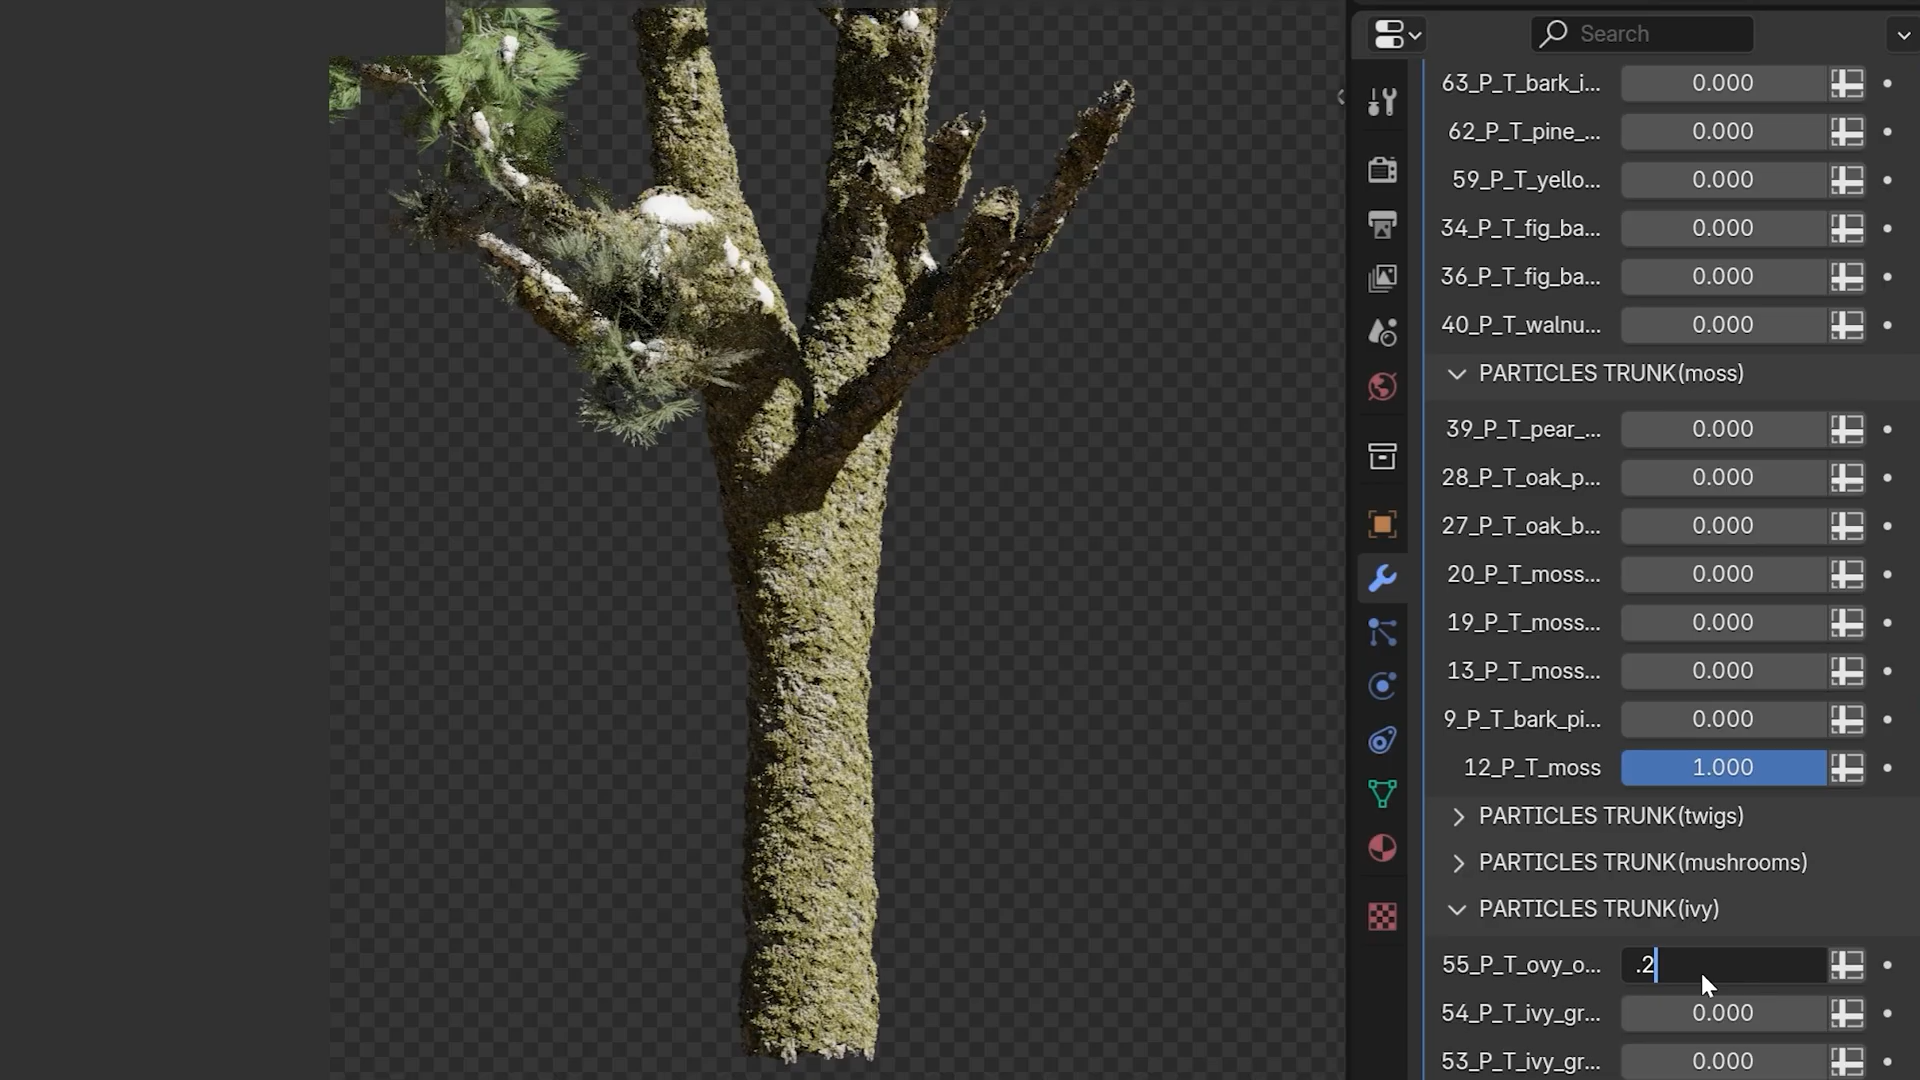 Search
63_P_T_bark_i... 0.000
62_P_T_pine_... 0.000
59_P_T_yello... 0.000
34_P_T_fig_ba... 0.000
36_P_T_fig_ba... 0.000
40_P_T_walnu... 0.000
PARTICLES TRUNK(moss)
39_P_T_pear_... 0.000
28_P_T_oak_p... 0.000
27_P_T_oak_b... 0.000
20_P_T_moss... 0.000
19_P_T_moss... 0.000
13_P_T_moss... 0.000
9_P_T_bark_pi... 0.000
12_P_T_moss 1.000
PARTICLES TRUNK(twigs)
PARTICLES TRUNK(mushrooms)
PARTICLES TRUNK(ivy)
55_P_T_ovy_o... .2
54_P_T_ivy_gr... 0.000
53_P_T_ivy_gr... 0.000